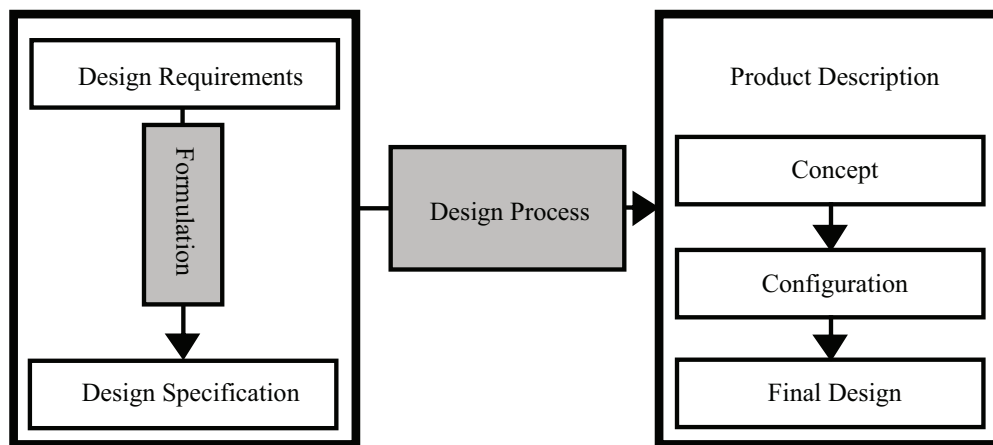 Design Requirements
Formulation
Design Specification
Design Process
Product Description
Concept
Configuration
Final Design